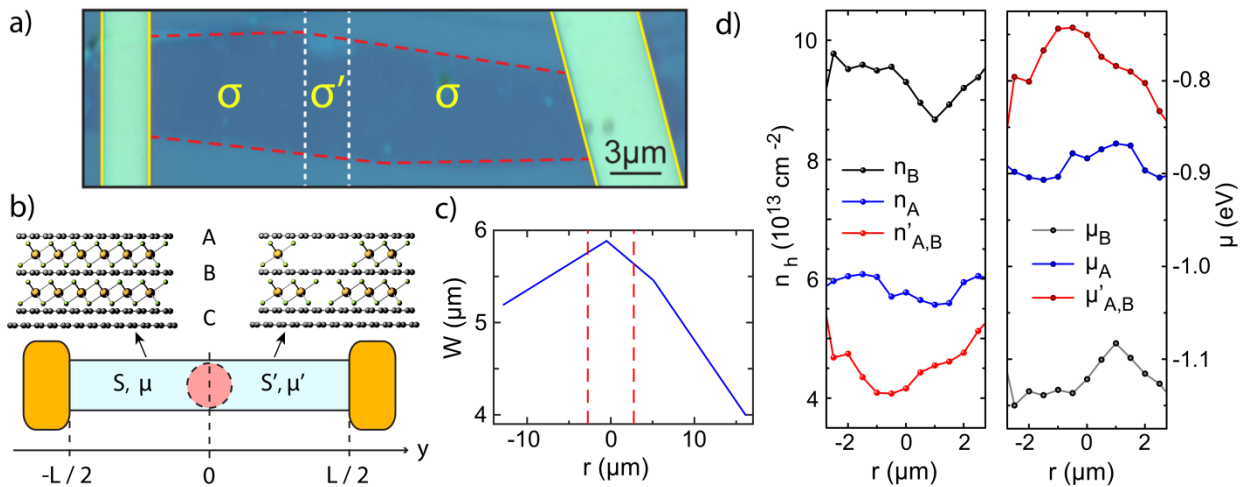 a)
σ
σ'
σ
3μm
b)
A
B
C
S, μ
S', μ'
-L / 2
0
L / 2
y
c)
W (μm)
6
5
4
-10
0
10
r (μm)
d)
n_h (10^13 cm^-2)
10
8
6
4
n_B
n_A
n'_A,B
-2
0
2
r (μm)
μ_B
μ_A
μ'_A,B
-2
0
2
r (μm)
-0.8
-0.9
-1.0
-1.1
μ (eV)